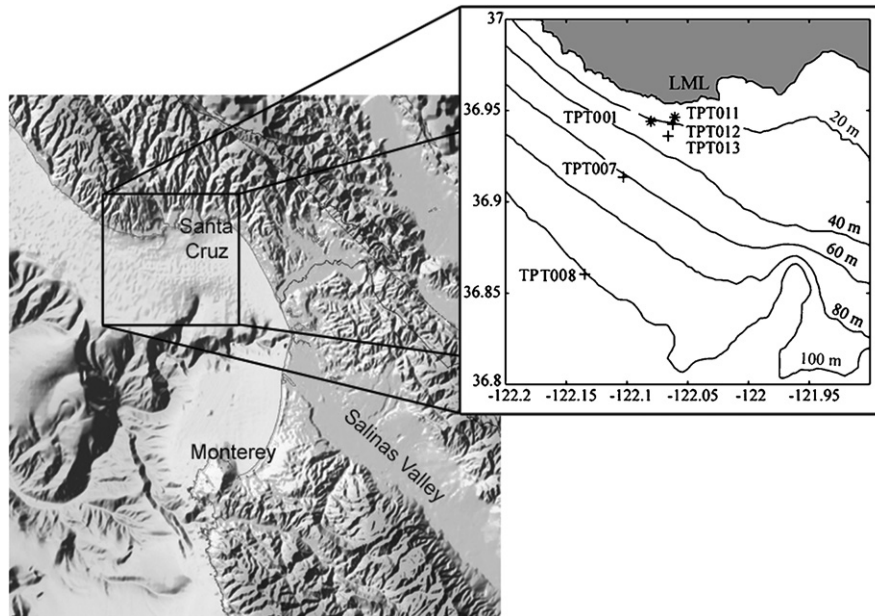 37
36.95
36.9
36.85
36.8
-122.2
-122.15
-122.1
-122.05
-122
-121.95
LML
TPT001
TPT011
TPT012
TPT013
TPT007
TPT008
20 m
40 m
60 m
80 m
100 m
Santa
Cruz
Monterey
Salinas Valley